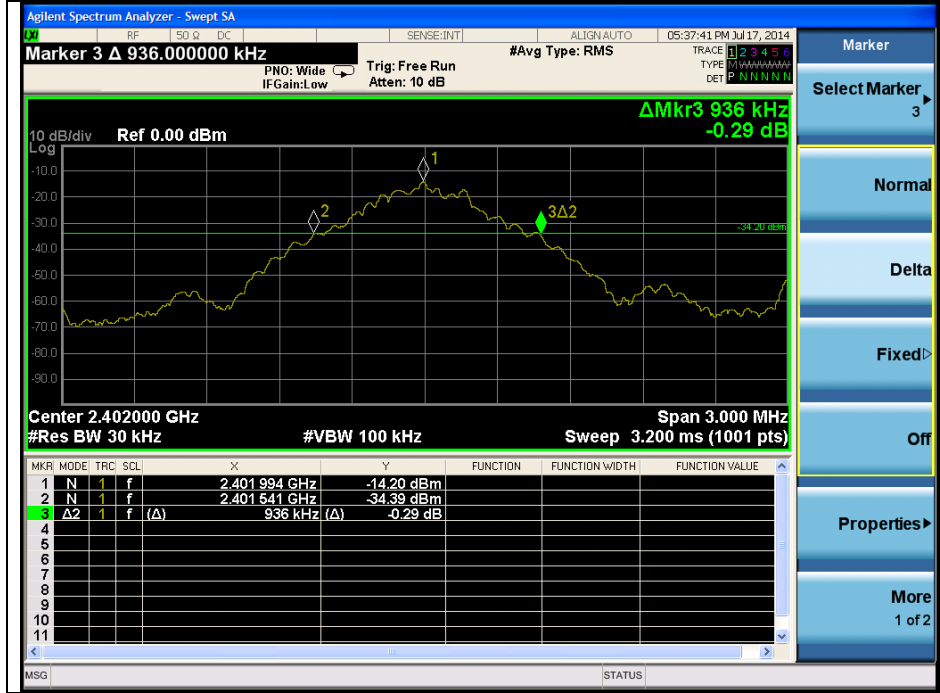 Agilent Spectrum Analyzer - Swept SA
LXI RF 50 Ω DC SENSE:INT ALIGN AUTO 05:37:41 PM Jul 17, 2014
Marker 3 Δ 936.000000 kHz
PNO: Wide
IFGain:Low
Trig: Free Run
Atten: 10 dB
#Avg Type: RMS
TRACE 1 2 3 4 5 6
TYPE M
DET P N N N N N
ΔMkr3 936 kHz
-0.29 dB
10 dB/div Ref 0.00 dBm
Log
-10.0
-20.0
-30.0
-40.0
-50.0
-60.0
-70.0
-80.0
-90.0
1
2
3Δ2
-34.20 dBm
Center 2.402000 GHz Span 3.000 MHz
#Res BW 30 kHz #VBW 100 kHz Sweep 3.200 ms (1001 pts)
MKR MODE TRC SCL X Y FUNCTION FUNCTION WIDTH FUNCTION VALUE
1 N 1 f 2.401 994 GHz -14.20 dBm
2 N 1 f 2.401 541 GHz -34.39 dBm
3 Δ2 1 f (Δ) 936 kHz (Δ) -0.29 dB
4
5
6
7
8
9
10
11
MSG STATUS
Marker
Select Marker
3
Normal
Delta
Fixed
Off
Properties
More
1 of 2